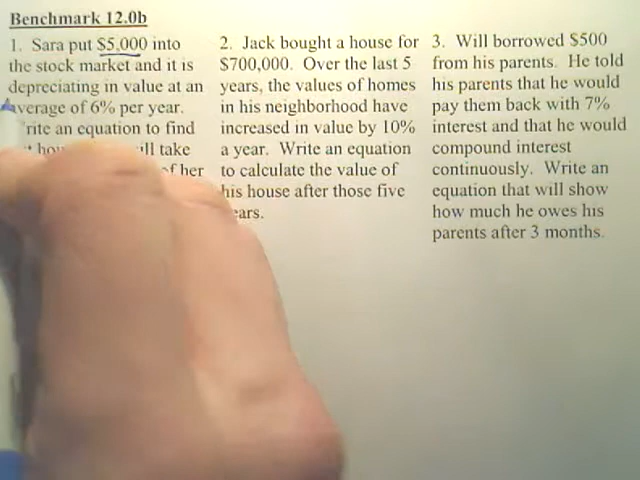 Benchmark 12.0b
1. Sara put $5,000 into
the stock market and it is
depreciating in value at an
average of 6% per year.
rite an equation to find
ll take
of her
2. Jack bought a house for
$700,000. Over the last 5
years, the values of homes
in his neighborhood have
increased in value by 10%
a year. Write an equation
to calculate the value of
his house after those five
ears.
3. Will borrowed $500
from his parents. He told
his parents that he would
pay them back with 7%
interest and that he would
compound interest
continuously. Write an
equation that will show
how much he owes his
parents after 3 months.